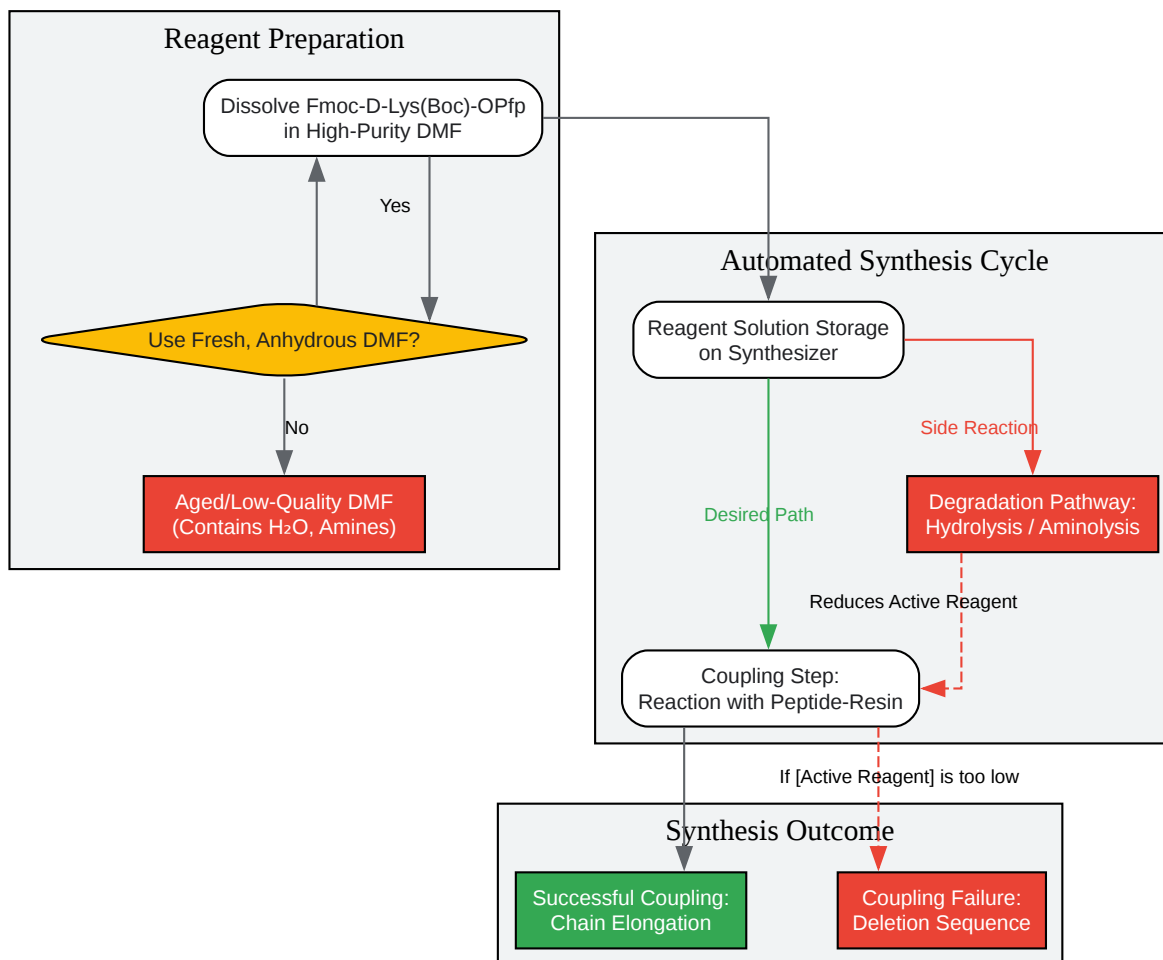 Reagent Preparation
Dissolve Fmoc-D-Lys(Boc)-OPfp
in High-Purity DMF
Yes
Use Fresh, Anhydrous DMF?
No
Aged/Low-Quality DMF
(Contains H₂O, Amines)
Automated Synthesis Cycle
Reagent Solution Storage
on Synthesizer
Side Reaction
Desired Path
Degradation Pathway:
Hydrolysis / Aminolysis
Reduces Active Reagent
Coupling Step:
Reaction with Peptide-Resin
If [Active Reagent] is too low
Synthesis Outcome
Successful Coupling:
Chain Elongation
Coupling Failure:
Deletion Sequence